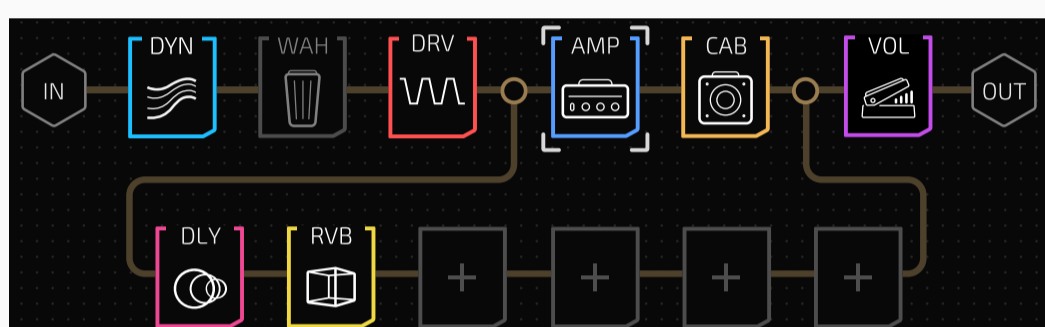 IN
DYN
WAH
DRV
AMP
CAB
VOL
OUT
DLY
RVB
+
+
+
+